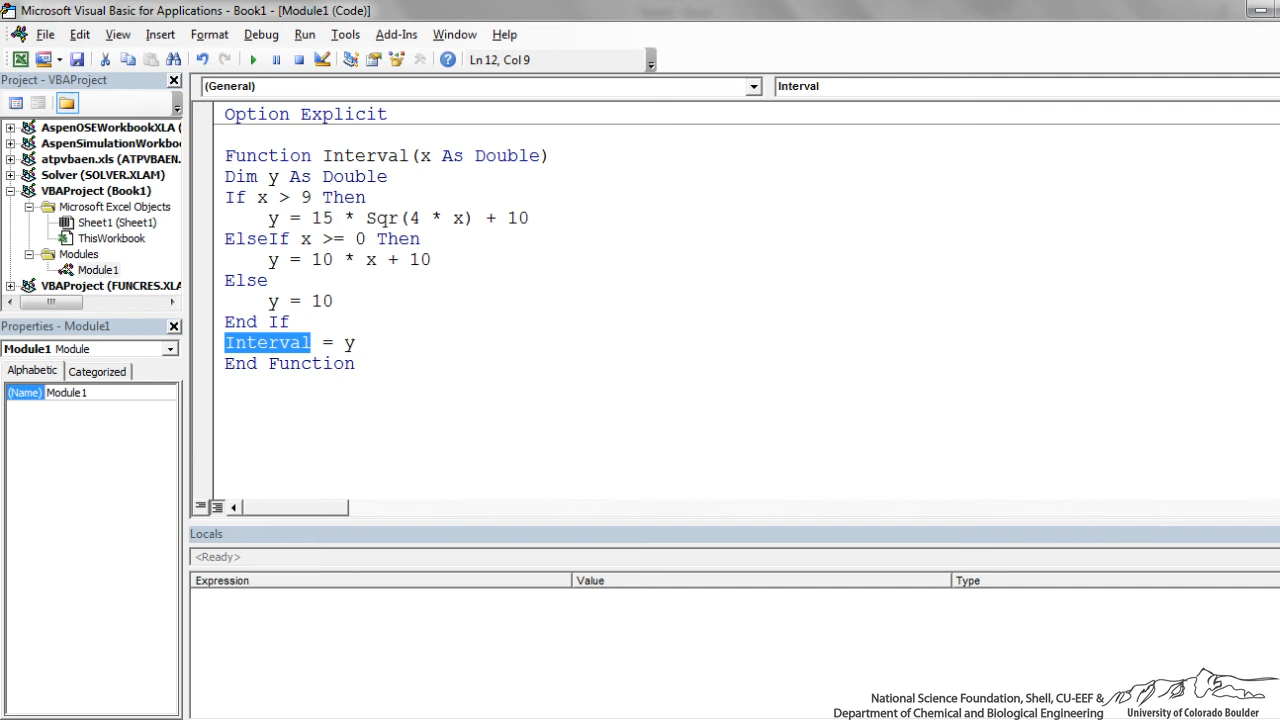 Microsoft Visual Basic for Applications - Book1 - [Module1 (Code)]
File Edit View Insert Format Debug Run Tools Add-Ins Window Help
Ln 12, Col 9
Project - VBAProject
(General)
Interval
AspenOSEWorkbookXLA (
AspenSimulationWorkbo
atpvbaen.xls (ATPVBAEN.
Solver (SOLVER.XLAM)
VBAProject (Book1)
Microsoft Excel Objects
Sheet1 (Sheet1)
ThisWorkbook
Modules
Module1
VBAProject (FUNCRES.XLA
Properties - Module1
Module1 Module
Alphabetic Categorized
(Name) Module1
Option Explicit
Function Interval(x As Double)
Dim y As Double
If x > 9 Then
y = 15 * Sqr(4 * x) + 10
ElseIf x >= 0 Then
y = 10 * x + 10
Else
y = 10
End If
Interval = y
End Function
Locals
<Ready>
Expression Value Type
National Science Foundation, Shell, CU-EEF &
Department of Chemical and Biological Engineering
University of Colorado Boulder